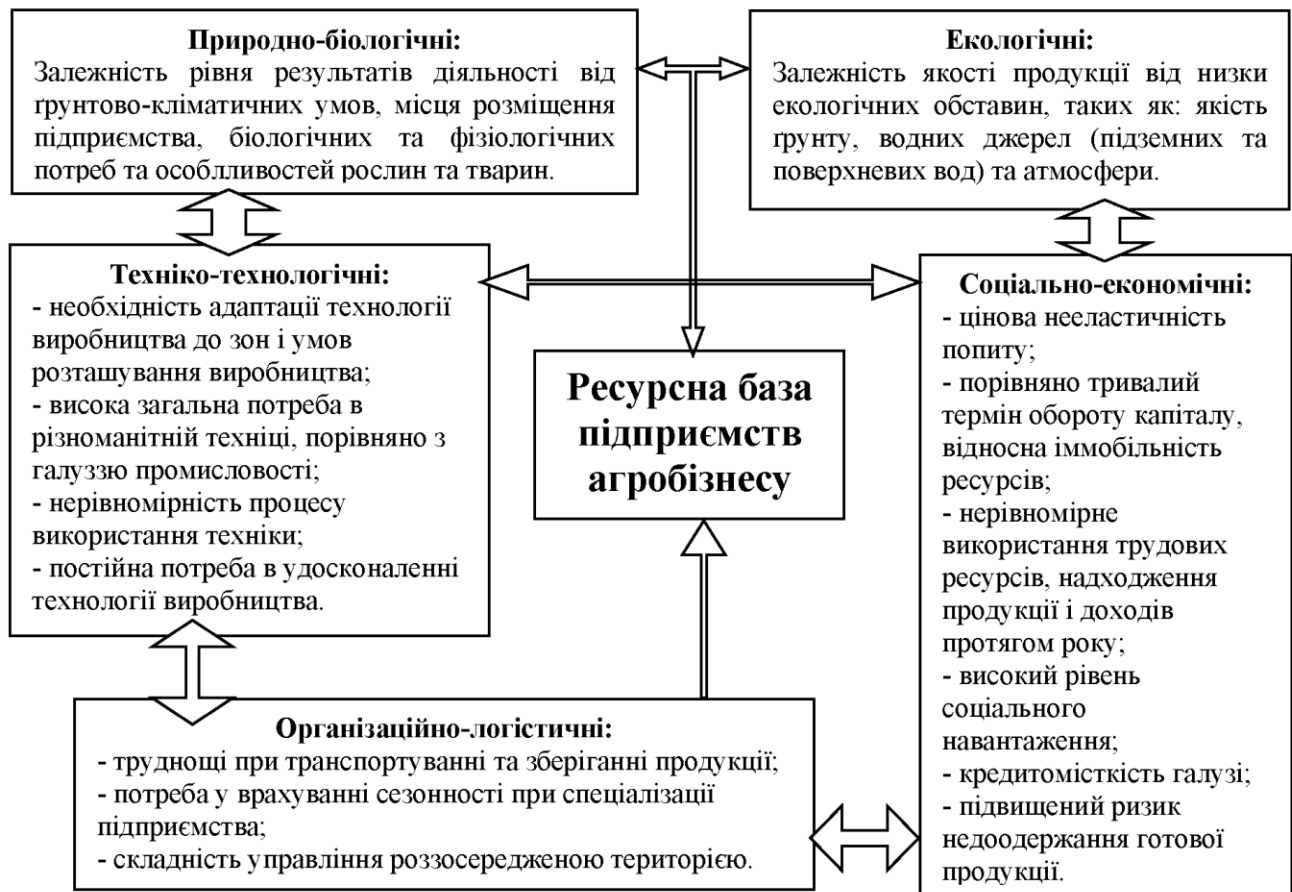 Природно-біологічні:
Залежність рівня результатів діяльності від
ґрунтово-кліматичних умов, місця розміщення
підприємства, біологічних та фізіологічних
потреб та особлливостей рослин та тварин.
Екологічні:
Залежність якості продукції від низки
екологічних обставин, таких як: якість
ґрунту, водних джерел (підземних та
поверхневих вод) та атмосфери.
Техніко-технологічні:
- необхідність адаптації технології
виробництва до зон і умов
розташування виробництва;
- висока загальна потреба в
різноманітній техніці, порівняно з
галуззю промисловості;
- нерівномірність процесу
використання техніки;
- постійна потреба в удосконаленні
технології виробництва.
Ресурсна база
підприємств
агробізнесу
Соціально-економічні:
- цінова нееластичність
попиту;
- порівняно тривалий
термін обороту капіталу,
відносна іммобільність
ресурсів;
- нерівномірне
використання трудових
ресурсів, надходження
продукції і доходів
протягом року;
- високий рівень
соціального
навантаження;
- кредитомісткість галузі;
- підвищений ризик
недоодержання готової
продукції.
Організаційно-логістичні:
- труднощі при транспортуванні та зберіганні продукції;
- потреба у врахуванні сезонності при спеціалізації
підприємства;
- складність управління роззосередженою територією.